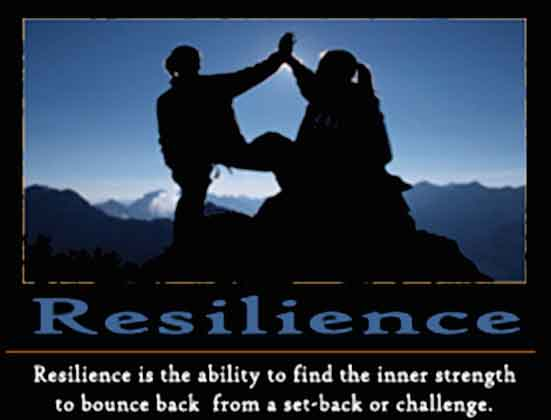 Resilience
Resilience is the ability to find the inner strength
to bounce back from a set-back or challenge.